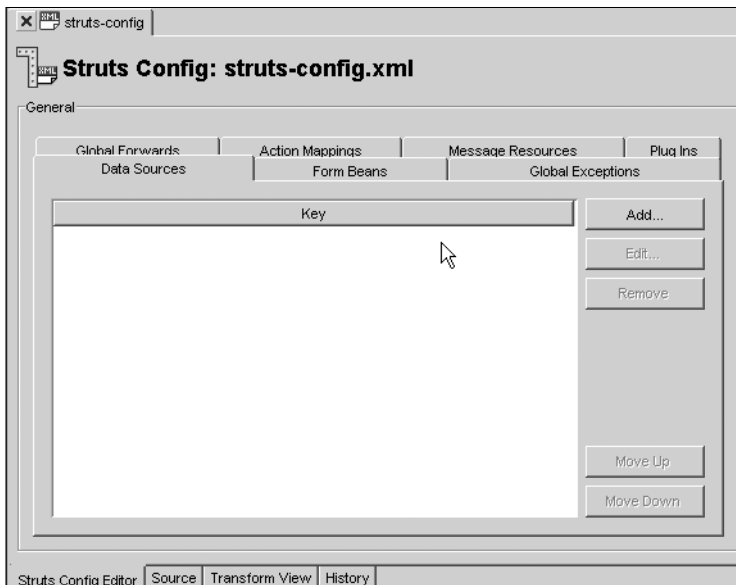 struts-config
Struts Config: struts-config.xml
General
Global Forwards Action Mappings Message Resources Plug Ins
Data Sources Form Beans Global Exceptions
Key Add...
Edit...
Remove
Move Up
Move Down
Struts Config Editor Source Transform View History